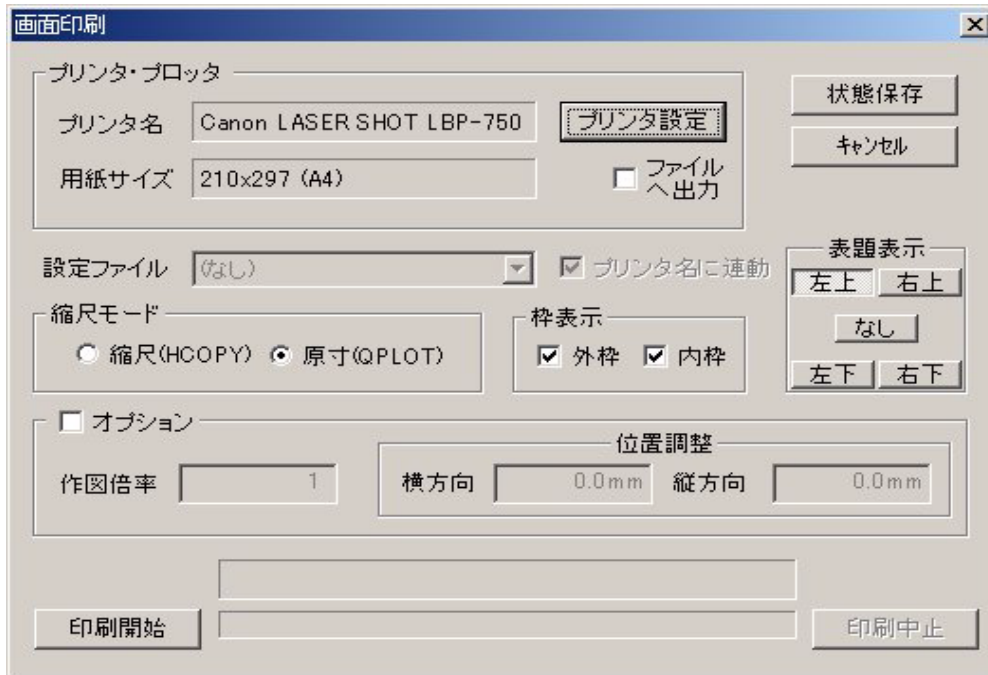 画面印刷
プリンタ・プロッタ
プリンタ名 Canon LASER SHOT LBP-750 プリンタ設定
用紙サイズ 210x297 (A4)
ファイル
へ出力
状態保存
キャンセル
設定ファイル (なし) プリンタ名に連動
表題表示
左上 右上
なし
左下 右下
縮尺モード
縮尺(HCOPY) 原寸(QPLOT)
枠表示
外枠 内枠
オプション
作図倍率 1
位置調整
横方向 0.0mm 縦方向 0.0mm
印刷開始
印刷中止